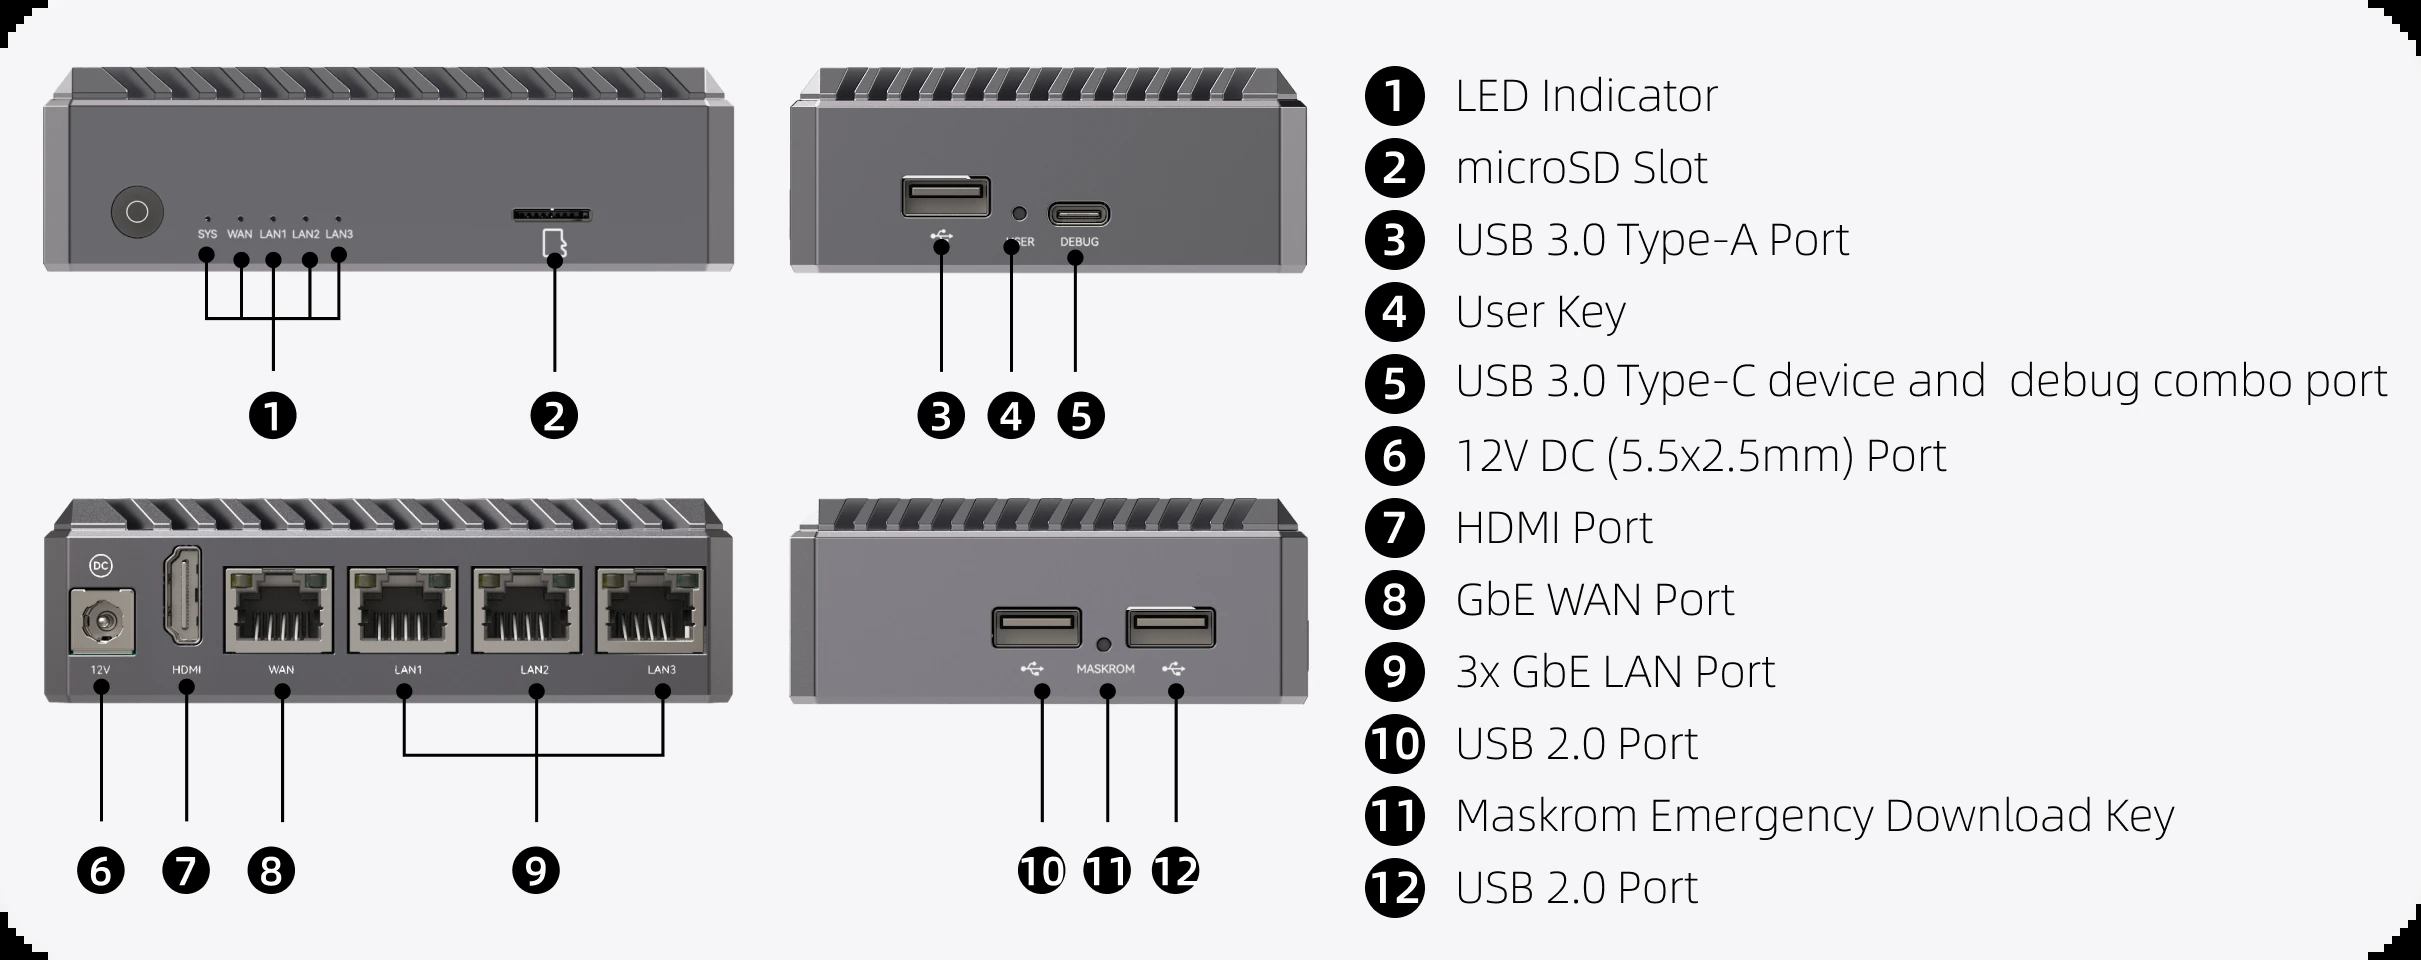 SYS WAN LAN1 LAN2 LAN3
1
2
DEBUG
3
4
5
DC
12V HDMI WAN LAN1 LAN2 LAN3
6
7
8
9
MASKROM
10
11
12
1 LED Indicator
2 microSD Slot
3 USB 3.0 Type-A Port
4 User Key
5 USB 3.0 Type-C device and debug combo port
6 12V DC (5.5x2.5mm) Port
7 HDMI Port
8 GbE WAN Port
9 3x GbE LAN Port
10 USB 2.0 Port
11 Maskrom Emergency Download Key
12 USB 2.0 Port